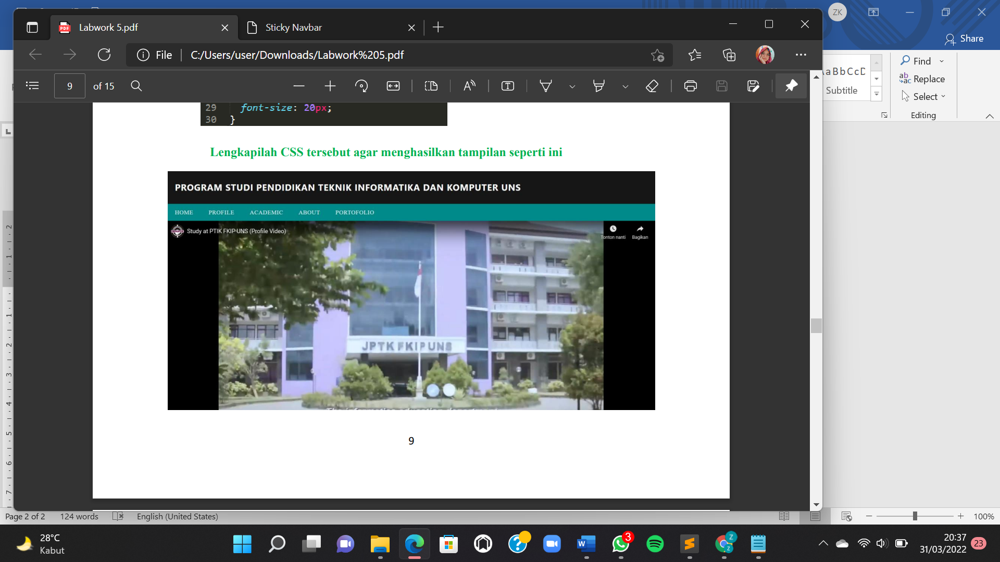 ZK
Labwork 5.pdf
Sticky Navbar
Share
File
C:/Users/user/Downloads/Labwork%205.pdf
9
of 15
Find
Replace
Select
Editing
aBbCcD
Subtitle
29 font-size: 20px;
30 }
Lengkapilah CSS tersebut agar menghasilkan tampilan seperti ini
PROGRAM STUDI PENDIDIKAN TEKNIK INFORMATIKA DAN KOMPUTER UNS
HOME PROFILE ACADEMIC ABOUT PORTOFOLIO
Study at PTIK FKIP UNS (Profile Video)
Tonton nanti
Bagikan
JPTK FKIP UNS
9
Page 2 of 2
124 words
English (United States)
100%
28°C
Kabut
3
20:37
31/03/2022
23